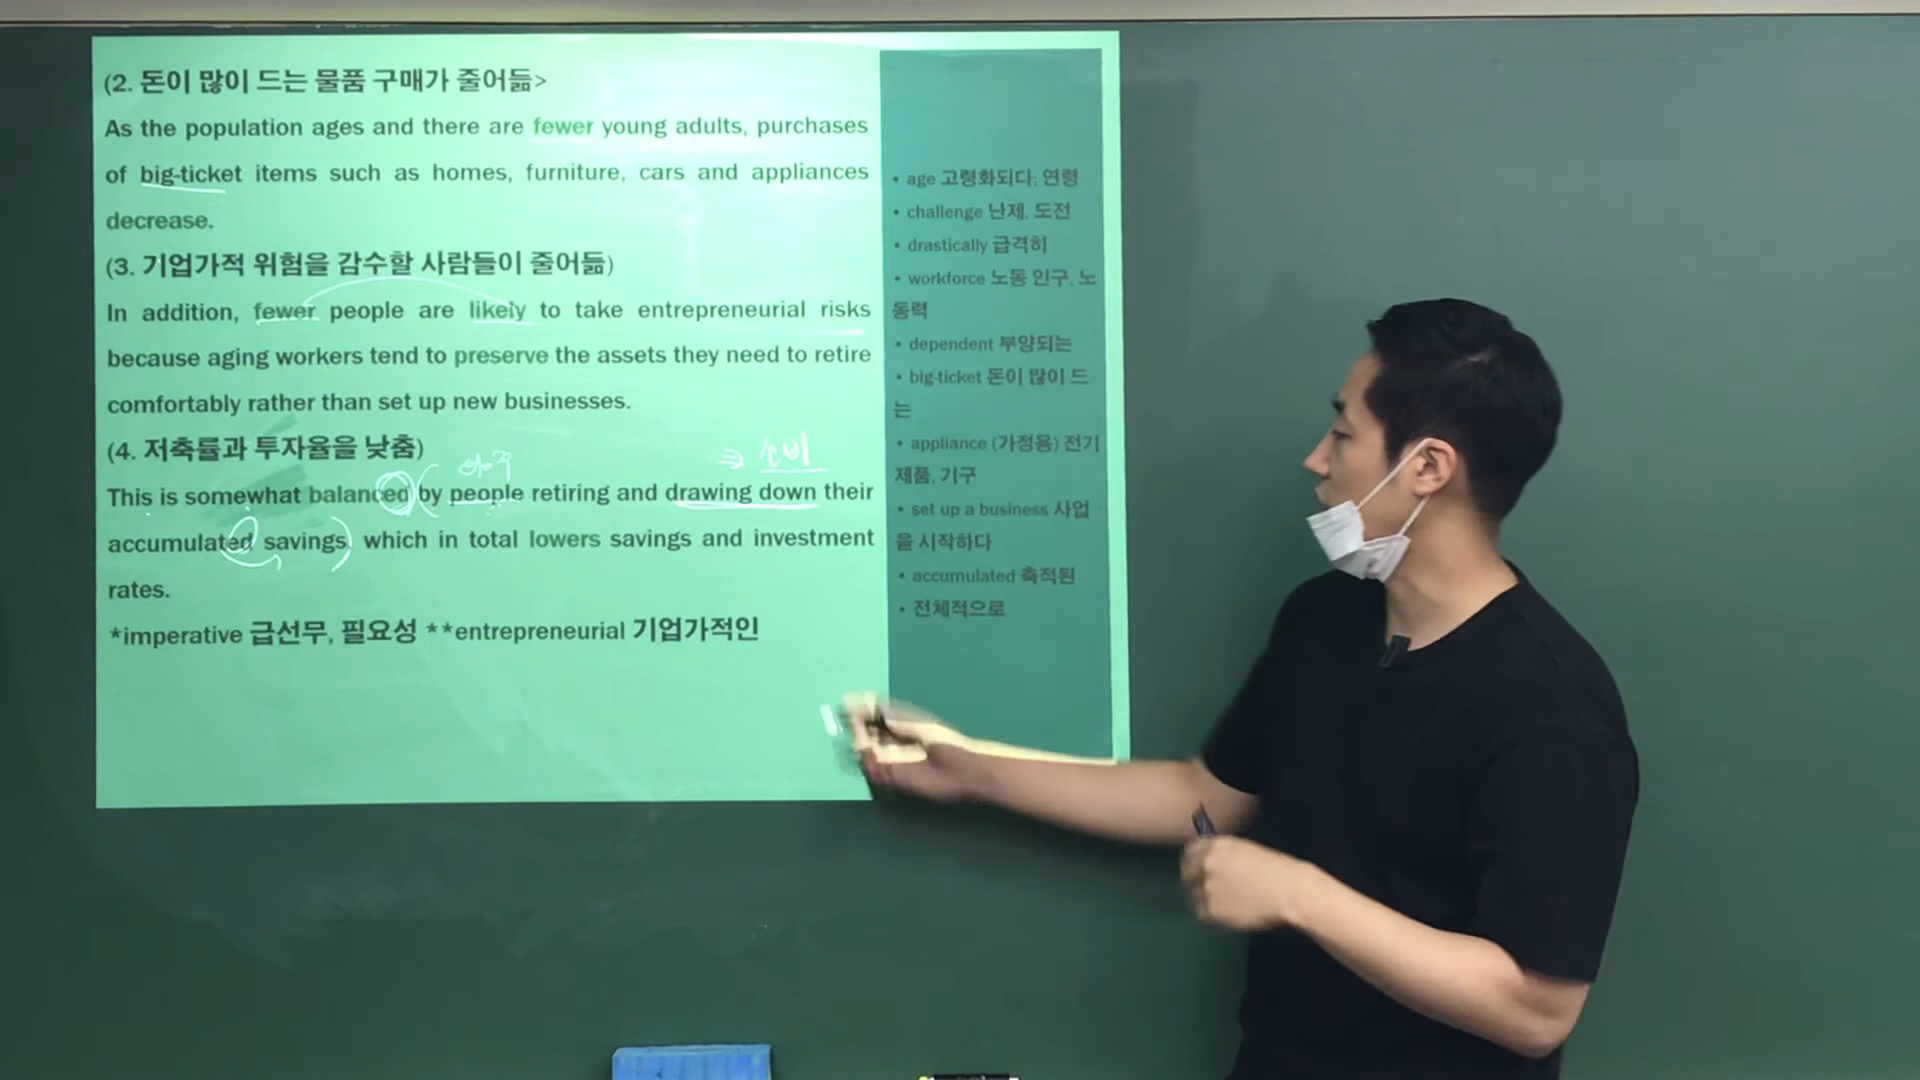 (2. 돈이 많이 드는 물품 구매가 줄어듦>
As the population ages and there are fewer young adults, purchases
of big-ticket items such as homes, furniture, cars and appliances
decrease.
(3. 기업가적 위험을 감수할 사람들이 줄어듦)
In addition, fewer people are likely to take entrepreneurial risks
because aging workers tend to preserve the assets they need to retire
comfortably rather than set up new businesses.
(4. 저축률과 투자율을 낮춤)
⇒ 소비
This is somewhat balanced by people retiring and drawing down their
accumulated savings, which in total lowers savings and investment
rates.
*imperative 급선무, 필요성 **entrepreneurial 기업가적인
• age 고령화되다; 연령
• challenge 난제, 도전
• drastically 급격히
• workforce 노동 인구, 노
동력
• dependent 부양되는
• big-ticket 돈이 많이 드
는
• appliance (가정용) 전기
제품, 기구
• set up a business 사업
을 시작하다
• accumulated 축적된
• 전체적으로